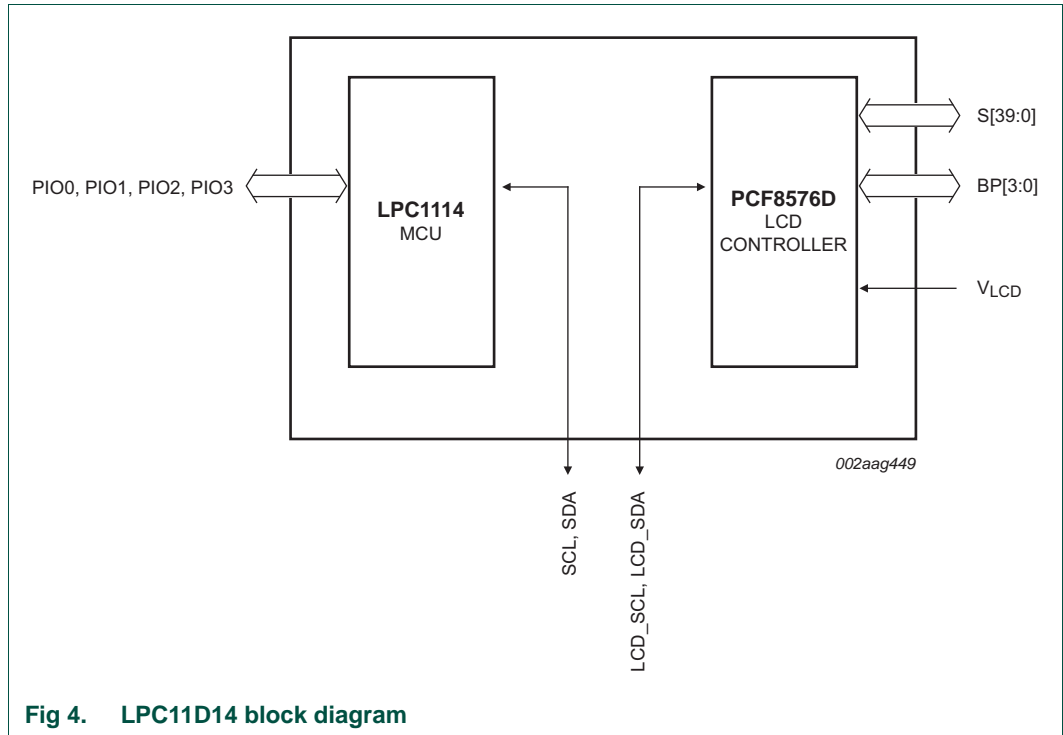 S[39:0]
PIO0, PIO1, PIO2, PIO3
BP[3:0]
LPC1114
MCU
PCF8576D
LCD
CONTROLLER
VLCD
002aag449
SCL, SDA
LCD_SCL, LCD_SDA
Fig 4. LPC11D14 block diagram